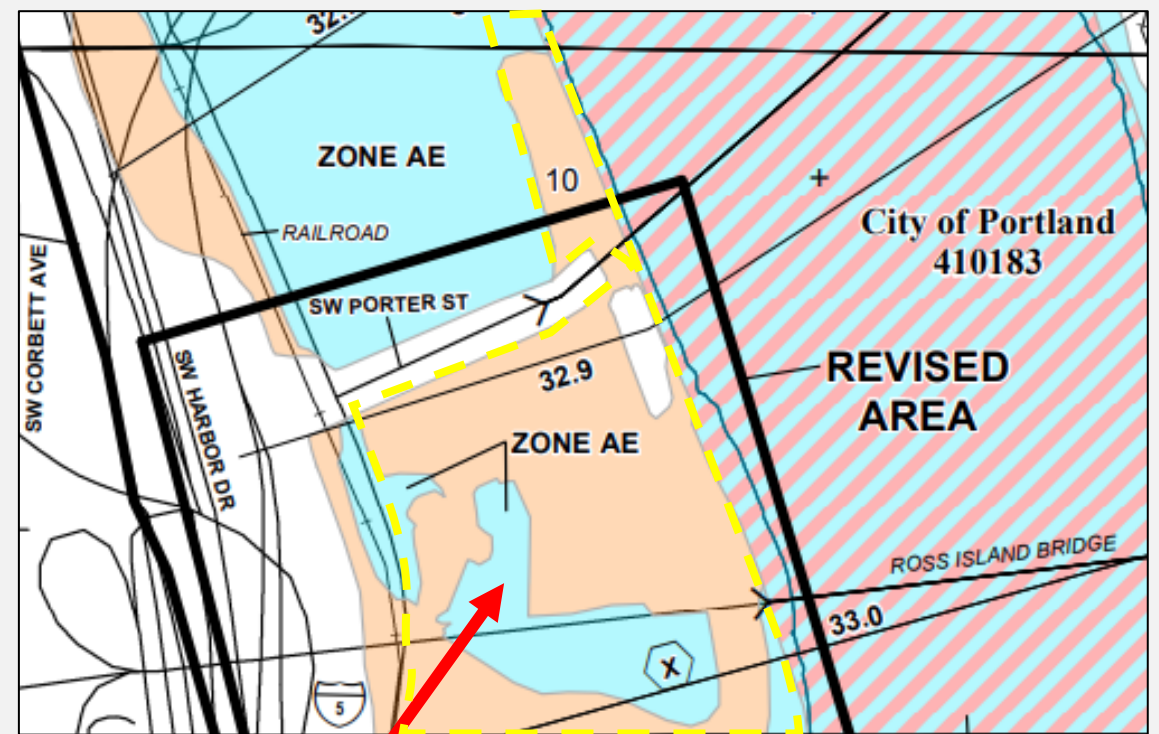 32.
ZONE AE
10
RAILROAD
City of Portland
410183
SW CORBETT AVE
SW PORTER ST
SW HARBOR DR
32.9
REVISED
AREA
ZONE AE
ROSS ISLAND BRIDGE
33.0
X
5